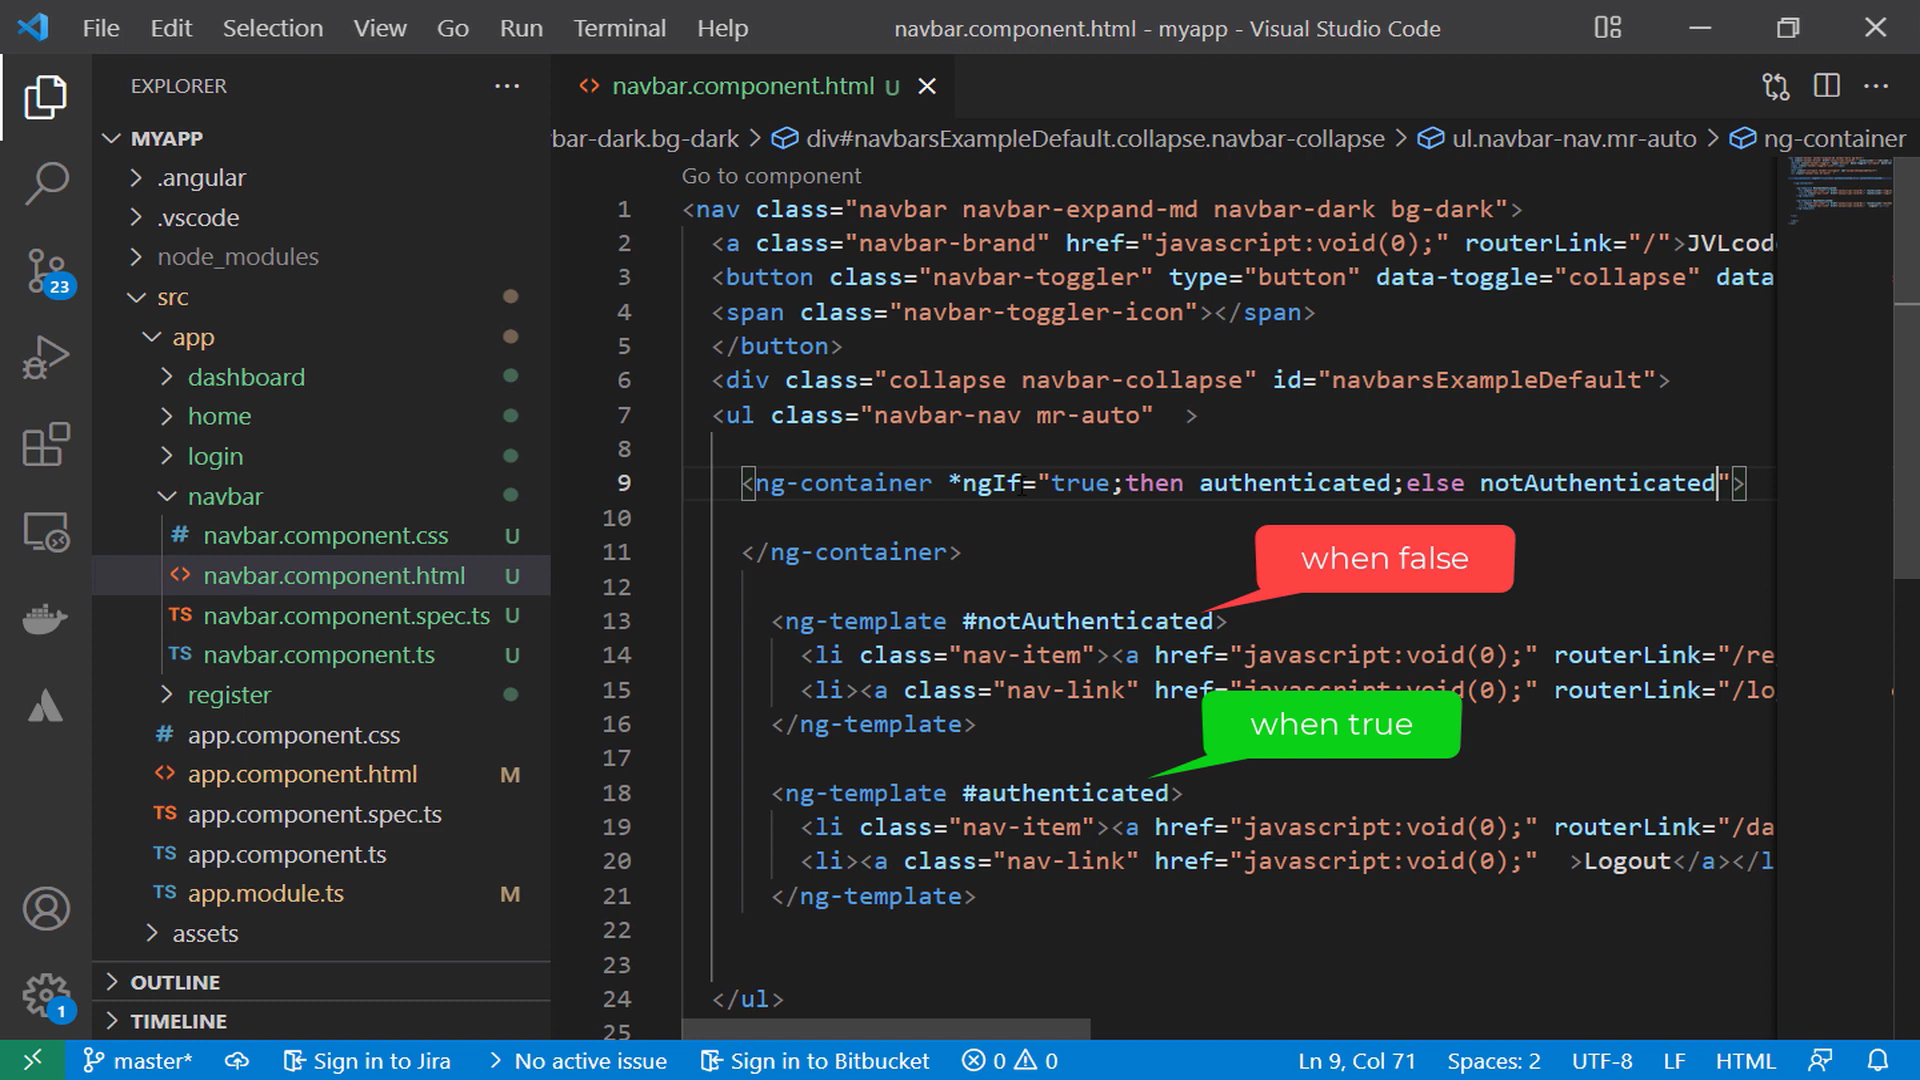 File Edit Selection View Go Run Terminal Help navbar.component.html - myapp - Visual Studio Code
EXPLORER
navbar.component.html U
MYAPP
bar-dark.bg-dark > div#navbarsExampleDefault.collapse.navbar-collapse > ul.navbar-nav.mr-auto > ng-container
.angular
.vscode
node_modules
src
app
dashboard
home
login
navbar
navbar.component.css U
navbar.component.html U
navbar.component.spec.ts U
navbar.component.ts U
register
app.component.css
app.component.html M
app.component.spec.ts
app.component.ts
app.module.ts M
assets
OUTLINE
TIMELINE
23
1
Go to component
1 <nav class="navbar navbar-expand-md navbar-dark bg-dark">
2 <a class="navbar-brand" href="javascript:void(0);" routerLink="/">JVLcod
3 <button class="navbar-toggler" type="button" data-toggle="collapse" data
4 <span class="navbar-toggler-icon"></span>
5 </button>
6 <div class="collapse navbar-collapse" id="navbarsExampleDefault">
7 <ul class="navbar-nav mr-auto" >
8
9 <ng-container *ngIf="true;then authenticated;else notAuthenticated">
10
11 </ng-container>
when false
12
13 <ng-template #notAuthenticated>
14 <li class="nav-item"><a href="javascript:void(0);" routerLink="/re
15 <li><a class="nav-link" href="javascript:void(0);" routerLink="/lo
16 </ng-template>
when true
17
18 <ng-template #authenticated>
19 <li class="nav-item"><a href="javascript:void(0);" routerLink="/da
20 <li><a class="nav-link" href="javascript:void(0);" >Logout</a></l
21 </ng-template>
22
23
24 </ul>
25
master* Sign in to Jira No active issue Sign in to Bitbucket 0 0 Ln 9, Col 71 Spaces: 2 UTF-8 LF HTML